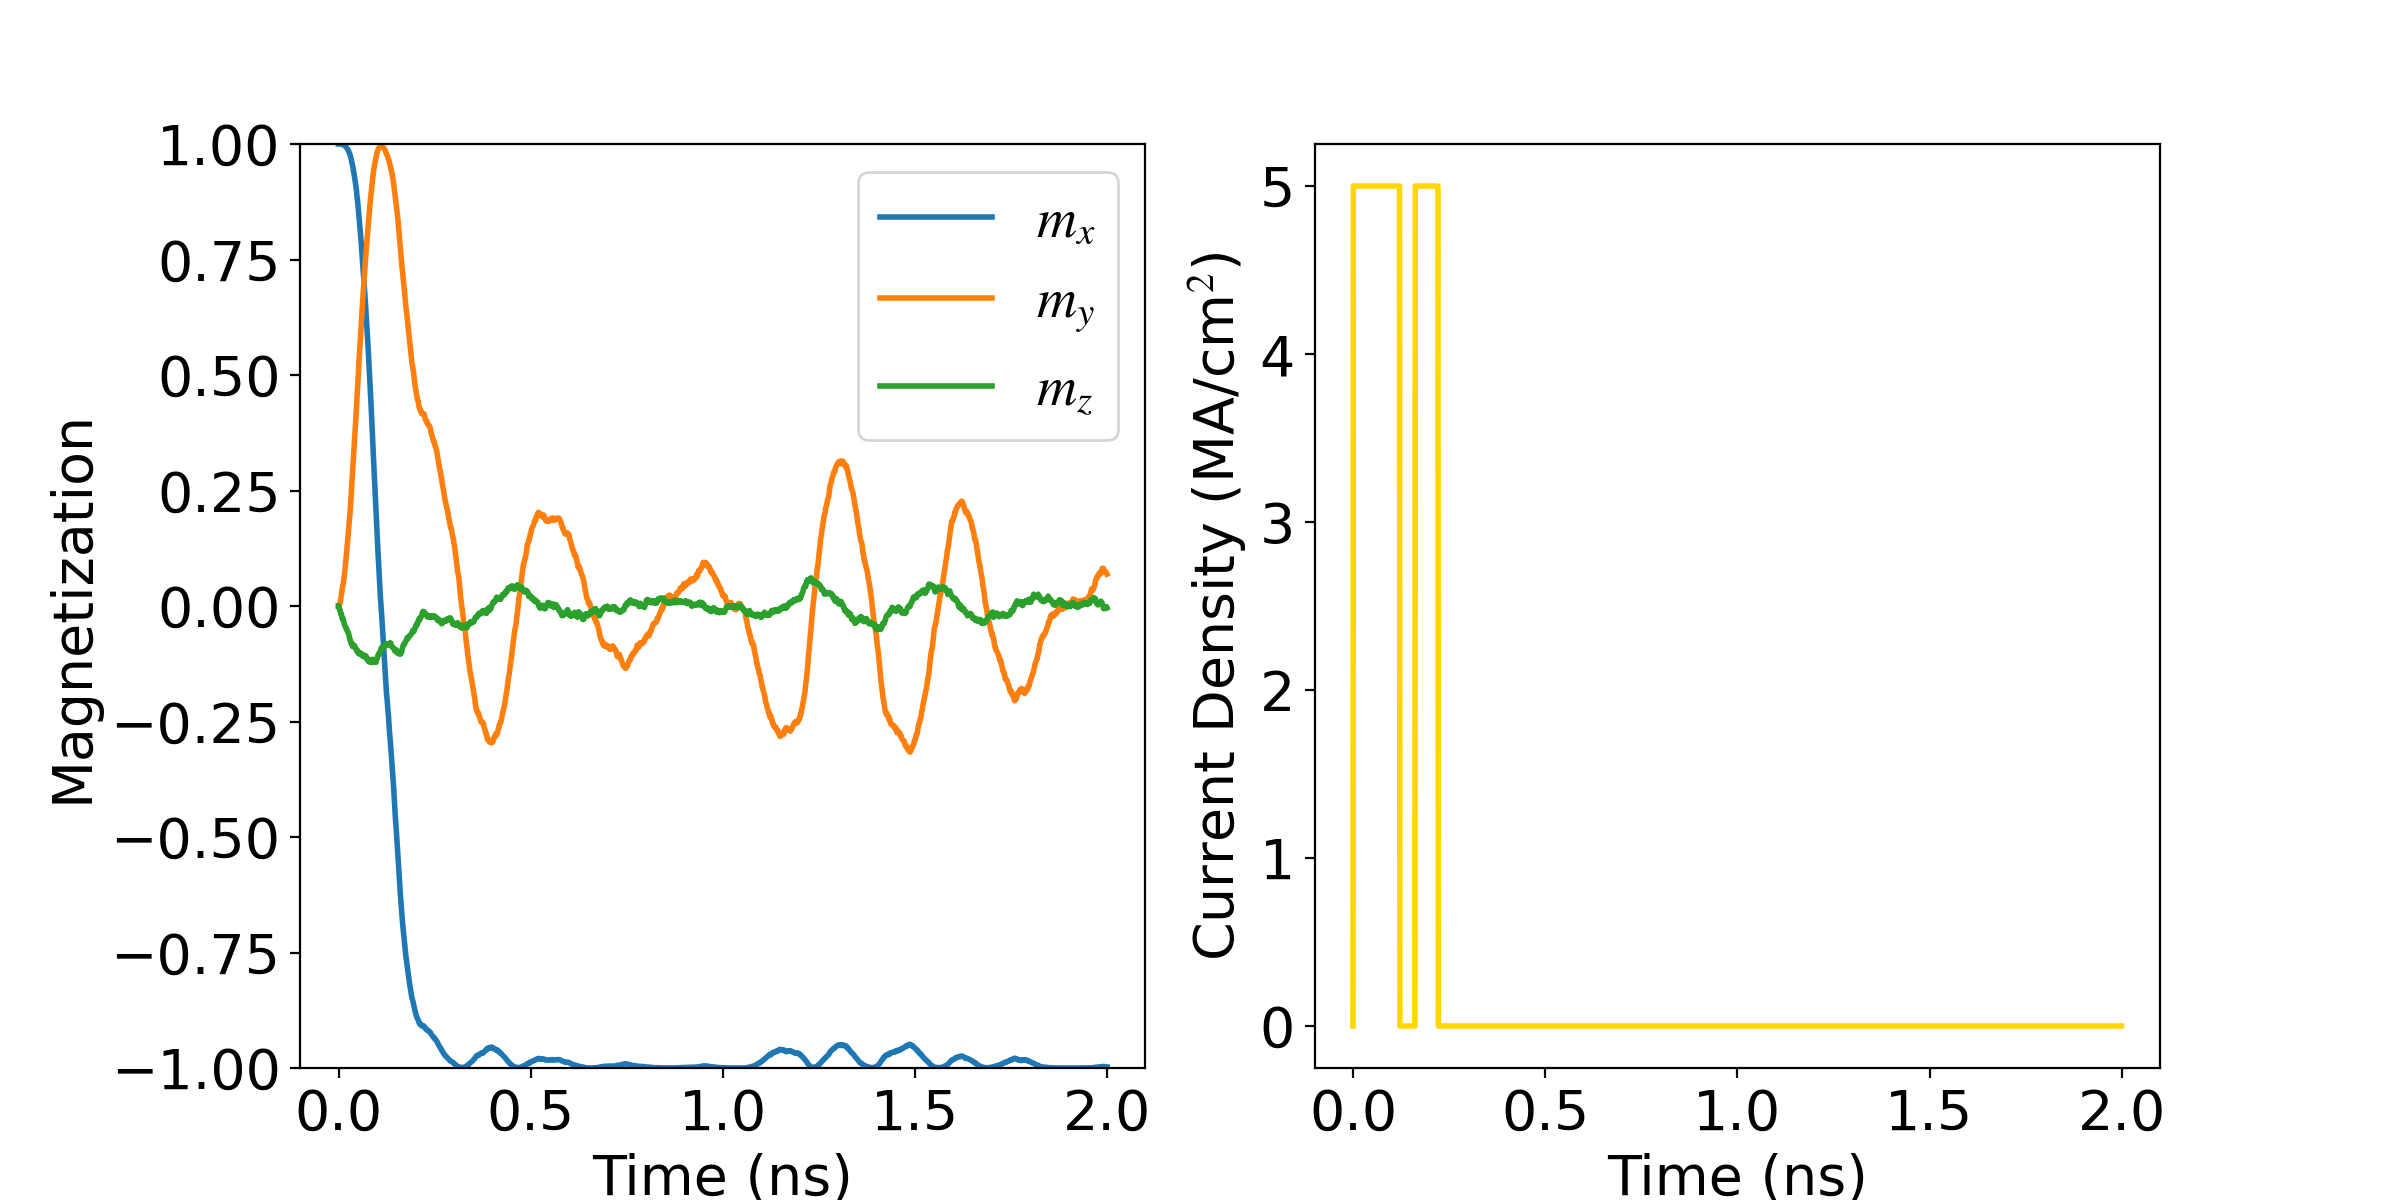 Magnetization
1.00
0.75
0.50
0.25
0.00
−0.25
−0.50
−0.75
−1.00
0.0 0.5 1.0 1.5 2.0
Time (ns)
m_x
m_y
m_z
Current Density (MA/cm²)
5
4
3
2
1
0
0.0 0.5 1.0 1.5 2.0
Time (ns)